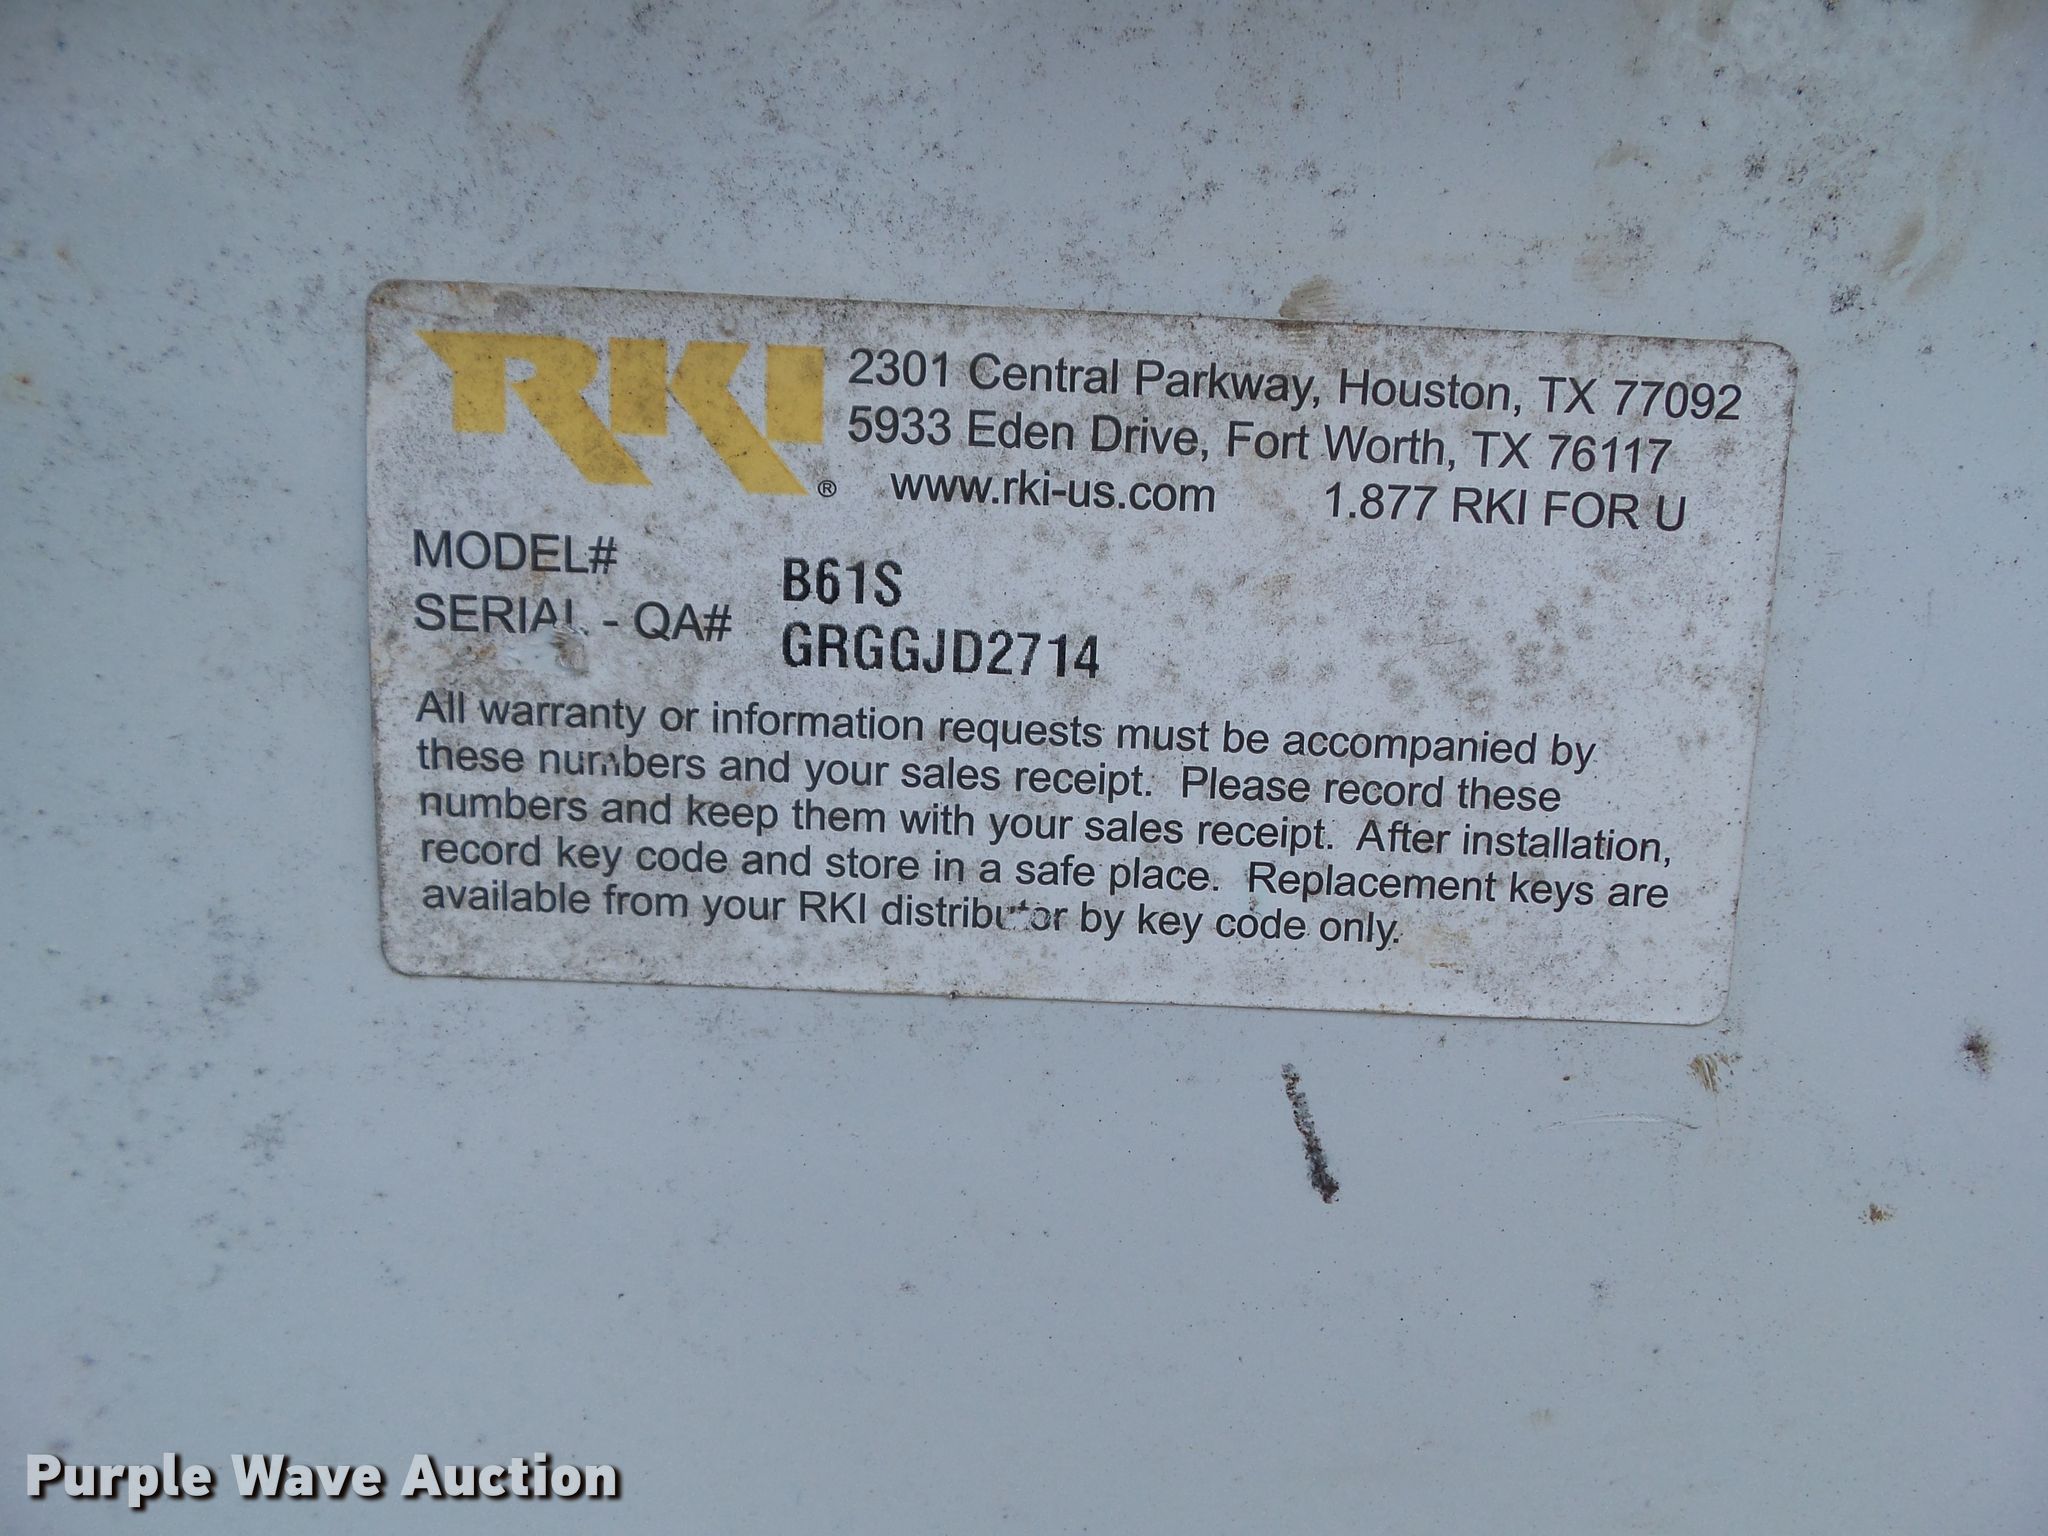 RKI®
2301 Central Parkway, Houston, TX 77092
5933 Eden Drive, Fort Worth, TX 76117
www.rki-us.com 1.877 RKI FOR U
MODEL# B61S
SERIAL - QA# GRGGJD2714
All warranty or information requests must be accompanied by
these numbers and your sales receipt. Please record these
numbers and keep them with your sales receipt. After installation,
record key code and store in a safe place. Replacement keys are
available from your RKI distributor by key code only.
Purple Wave Auction